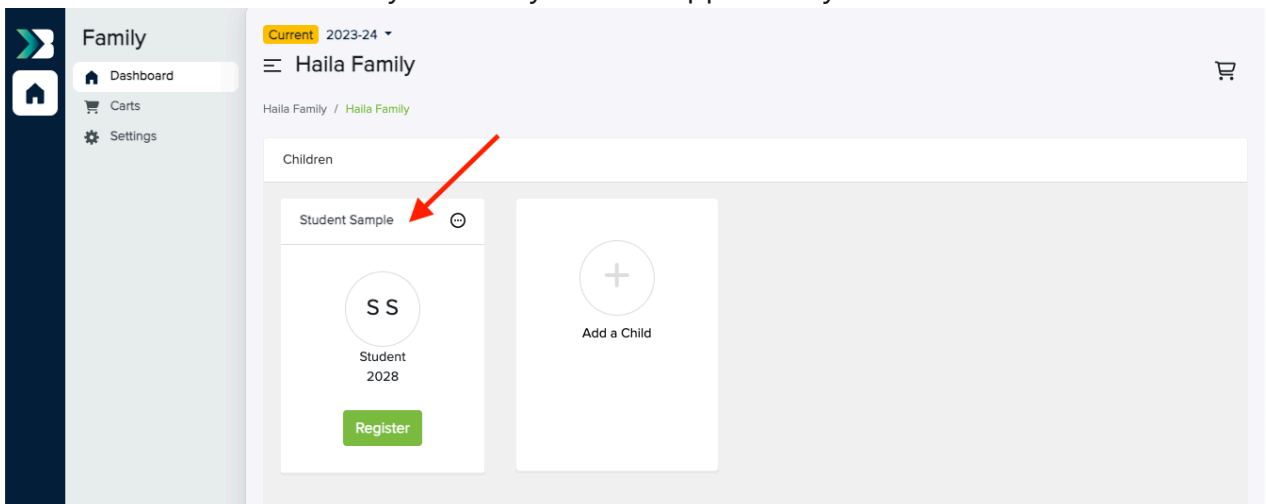 Family
Dashboard
Carts
Settings
Current 2023-24
Haila Family
Haila Family / Haila Family
Children
Student Sample
S S
Student
2028
Register
Add a Child